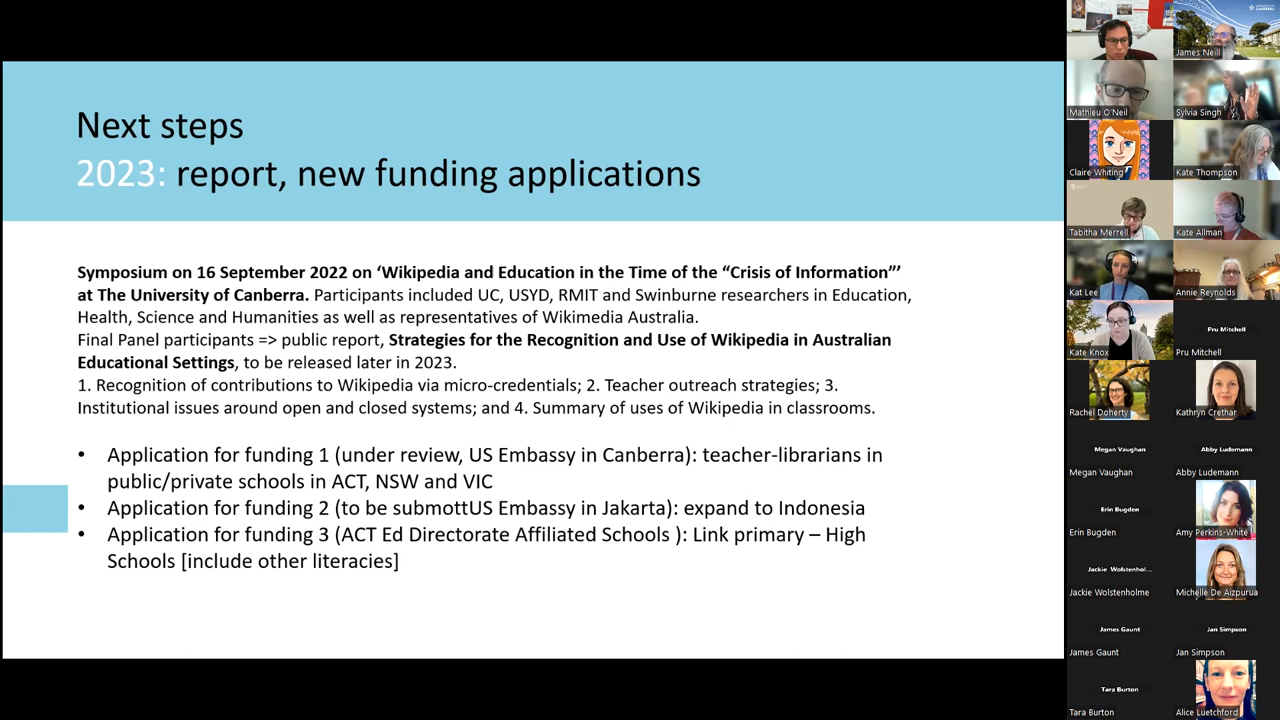 Next steps
2023: report, new funding applications
Symposium on 16 September 2022 on ‘Wikipedia and Education in the Time of the “Crisis of Information”’
at The University of Canberra. Participants included UC, USYD, RMIT and Swinburne researchers in Education,
Health, Science and Humanities as well as representatives of Wikimedia Australia.
Final Panel participants => public report, Strategies for the Recognition and Use of Wikipedia in Australian
Educational Settings, to be released later in 2023.
1. Recognition of contributions to Wikipedia via micro-credentials; 2. Teacher outreach strategies; 3.
Institutional issues around open and closed systems; and 4. Summary of uses of Wikipedia in classrooms.
• Application for funding 1 (under review, US Embassy in Canberra): teacher-librarians in
public/private schools in ACT, NSW and VIC
• Application for funding 2 (to be submottUS Embassy in Jakarta): expand to Indonesia
• Application for funding 3 (ACT Ed Directorate Affiliated Schools ): Link primary – High
Schools [include other literacies]
James Neill
Mathieu O'Neil
Sylvia Singh
Claire Whiting
Kate Thompson
Tabitha Merrell
Kate Allman
Kat Lee
Annie Reynolds
Kate Knox
Pru Mitchell
Pru Mitchell
Rachel Doherty
Kathryn Crethar
Megan Vaughan
Abby Ludemann
Megan Vaughan
Abby Ludemann
Erin Bugden
Erin Bugden
Amy Perkins-White
Jackie Wolstenhol...
Jackie Wolstenholme
Michelle De Aizpurua
James Gaunt
Jan Simpson
James Gaunt
Jan Simpson
Tara Burton
Tara Burton
Alice Luetchford